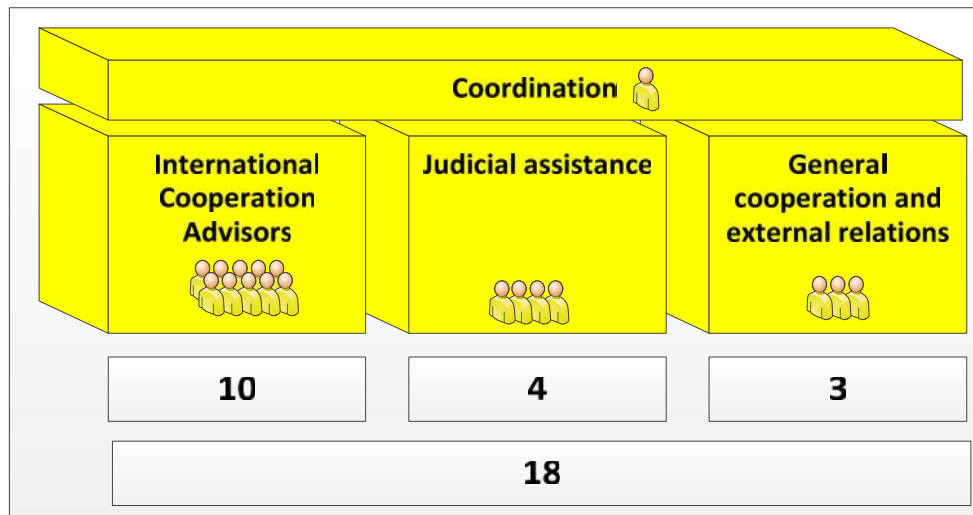 Coordination
International
Cooperation
Advisors
Judicial assistance
General
cooperation and
external relations
10
4
3
18